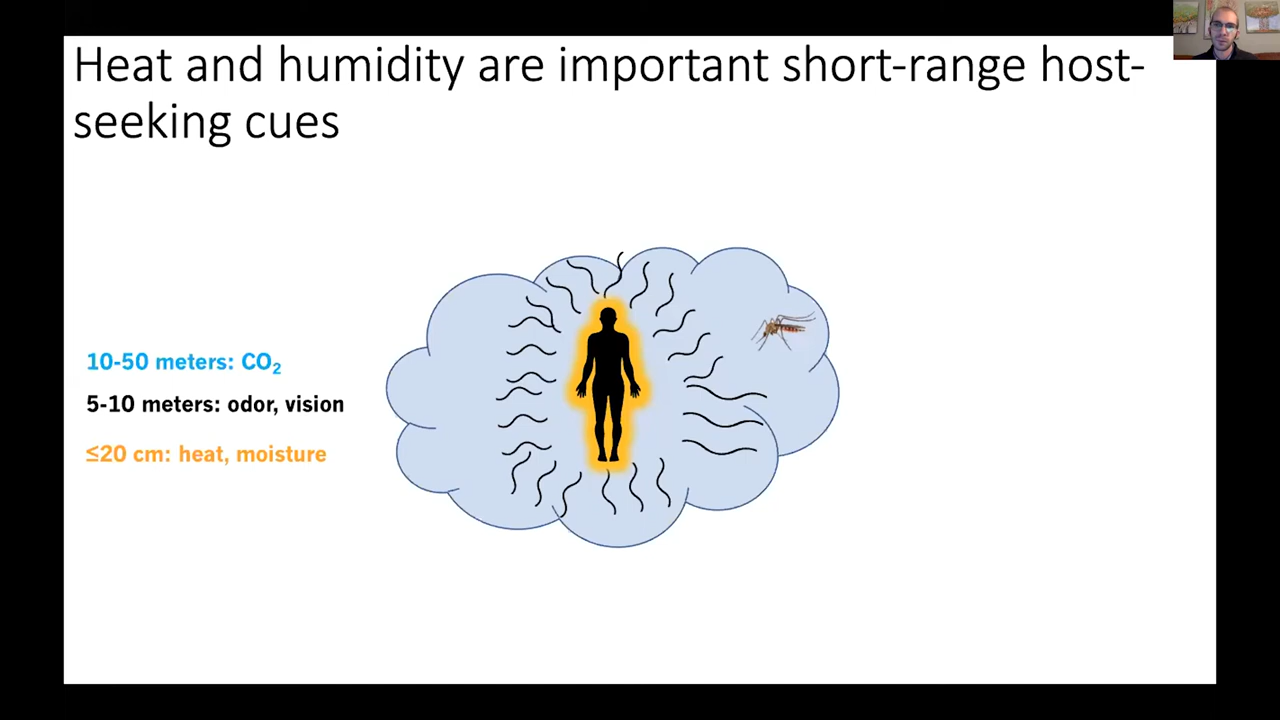 Heat and humidity are important short-range host-
seeking cues
10-50 meters: CO₂
5-10 meters: odor, vision
≤20 cm: heat, moisture